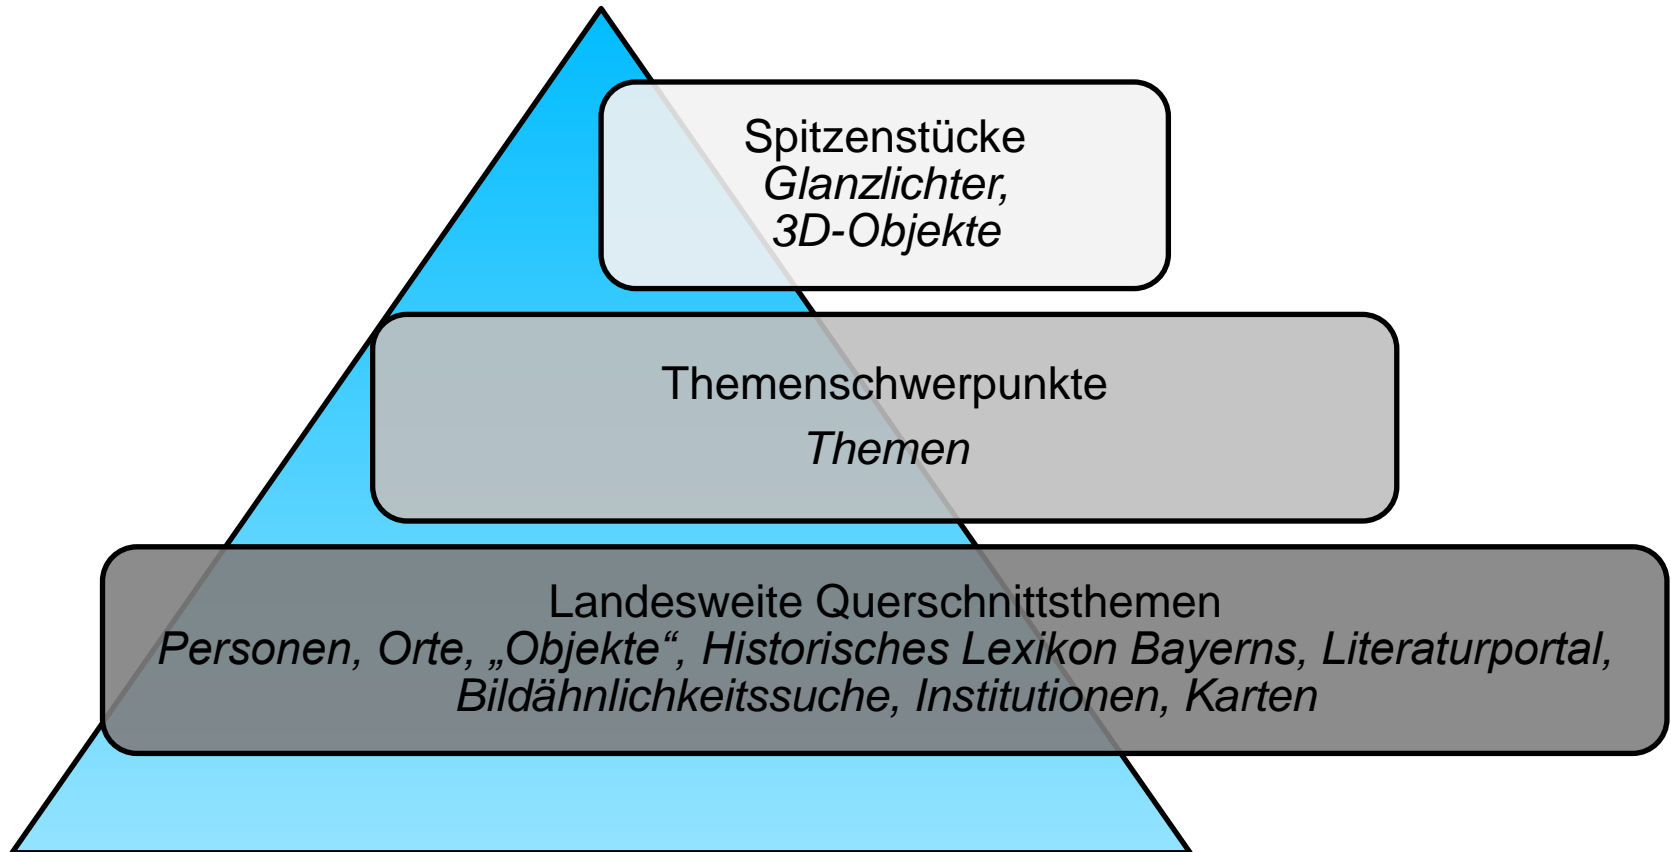 Spitzenstücke
Glanzlichter,
3D-Objekte
Themenschwerpunkte
Themen
Landesweite Querschnittsthemen
Personen, Orte, „Objekte“, Historisches Lexikon Bayerns, Literaturportal,
Bildähnlichkeitssuche, Institutionen, Karten